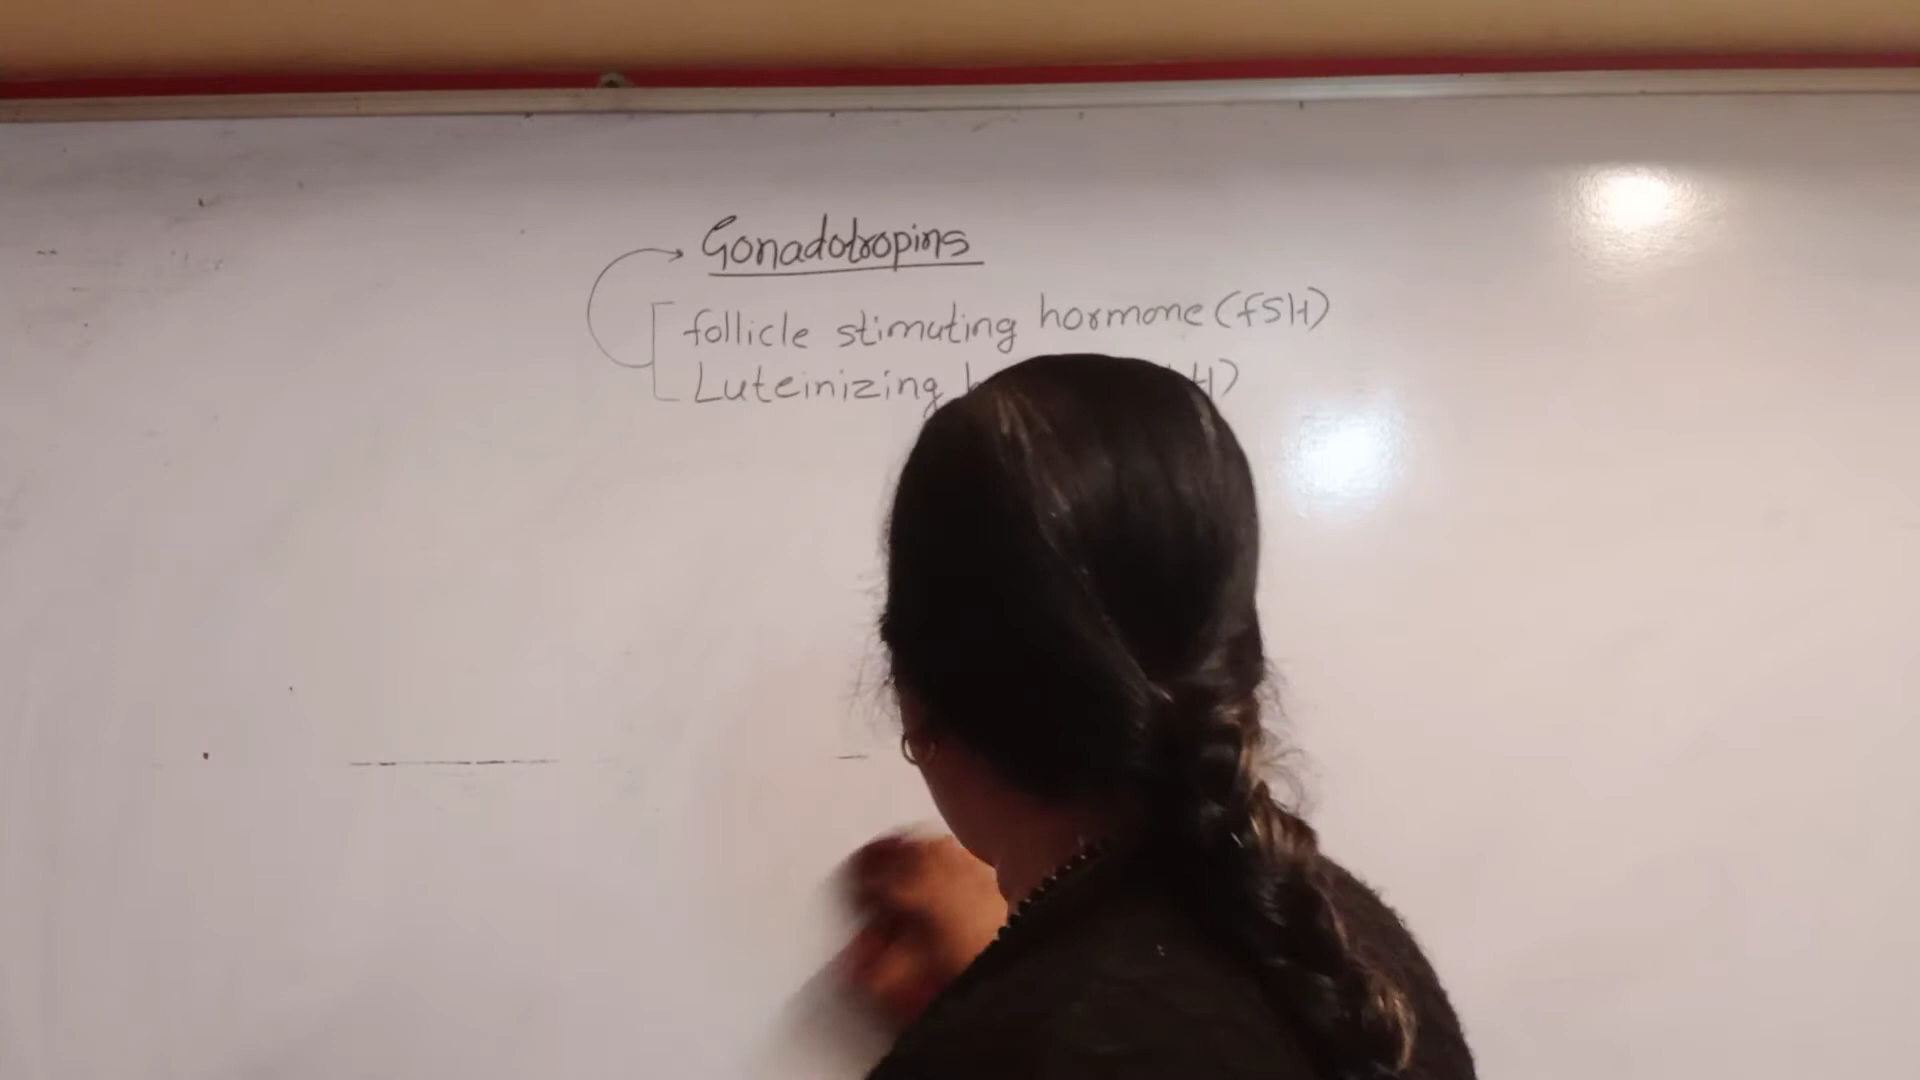 Gonadotropins
follicle stimuting hormone (fSH)
Luteinizing